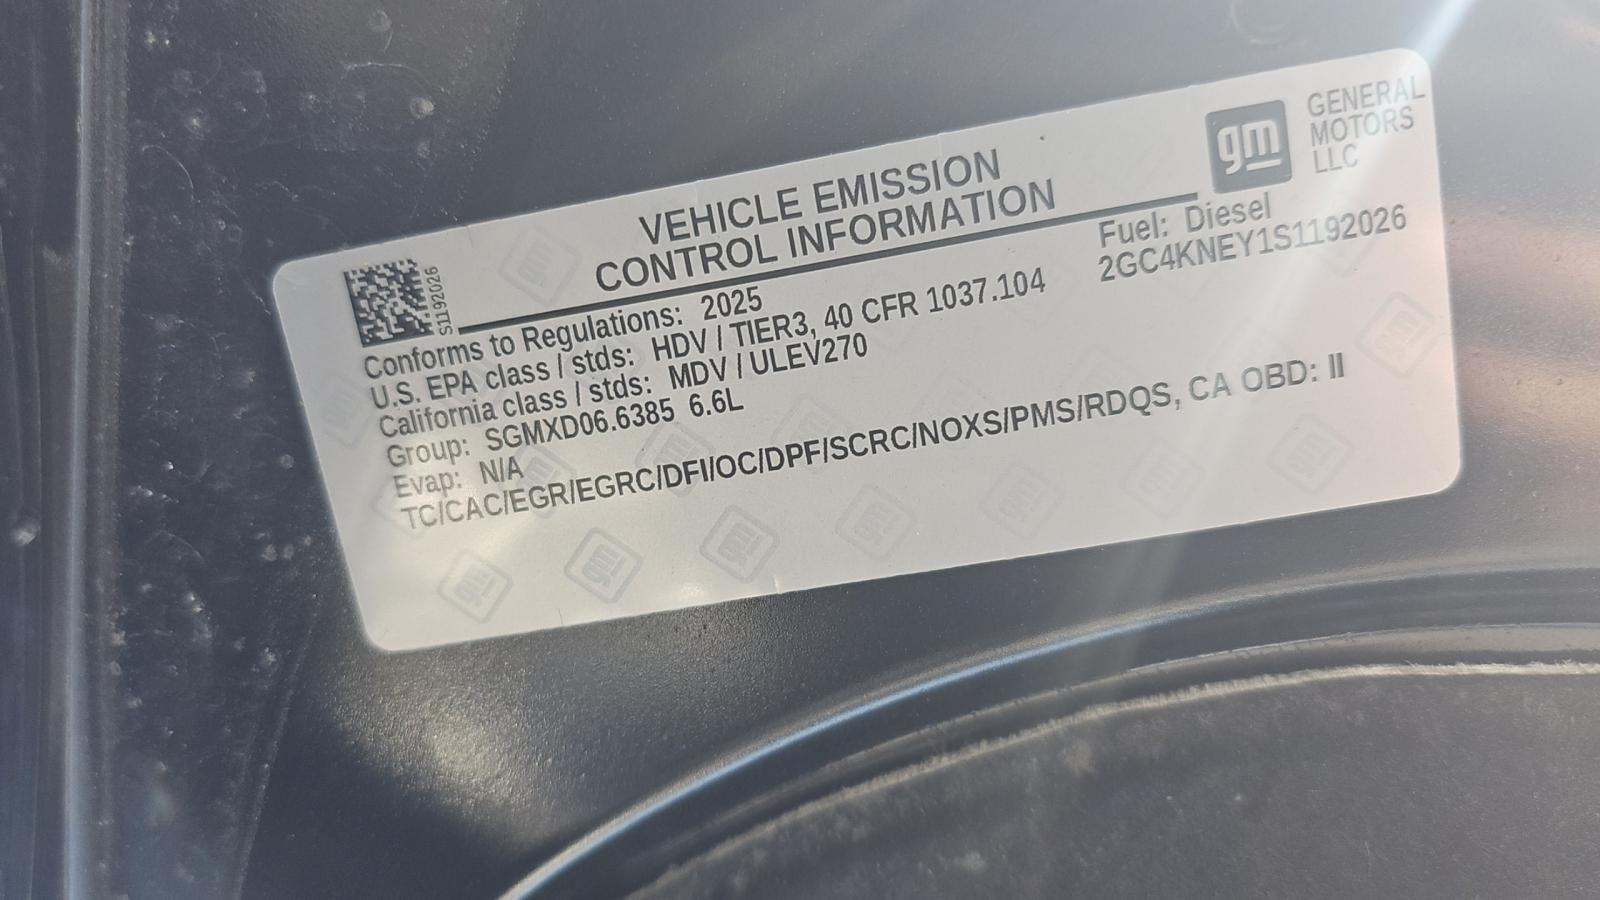 VEHICLE EMISSION
CONTROL INFORMATION
gm
GENERAL
MOTORS
LLC
S1192026
Fuel: Diesel
2GC4KNEY1S1192026
Conforms to Regulations: 2025
U.S. EPA class / stds: HDV / TIER3, 40 CFR 1037.104
California class / stds: MDV / ULEV270
Group: SGMXD06.6385 6.6L
Evap: N/A
TC/CAC/EGR/EGRC/DFI/OC/DPF/SCRC/NOXS/PMS/RDQS, CA OBD: II